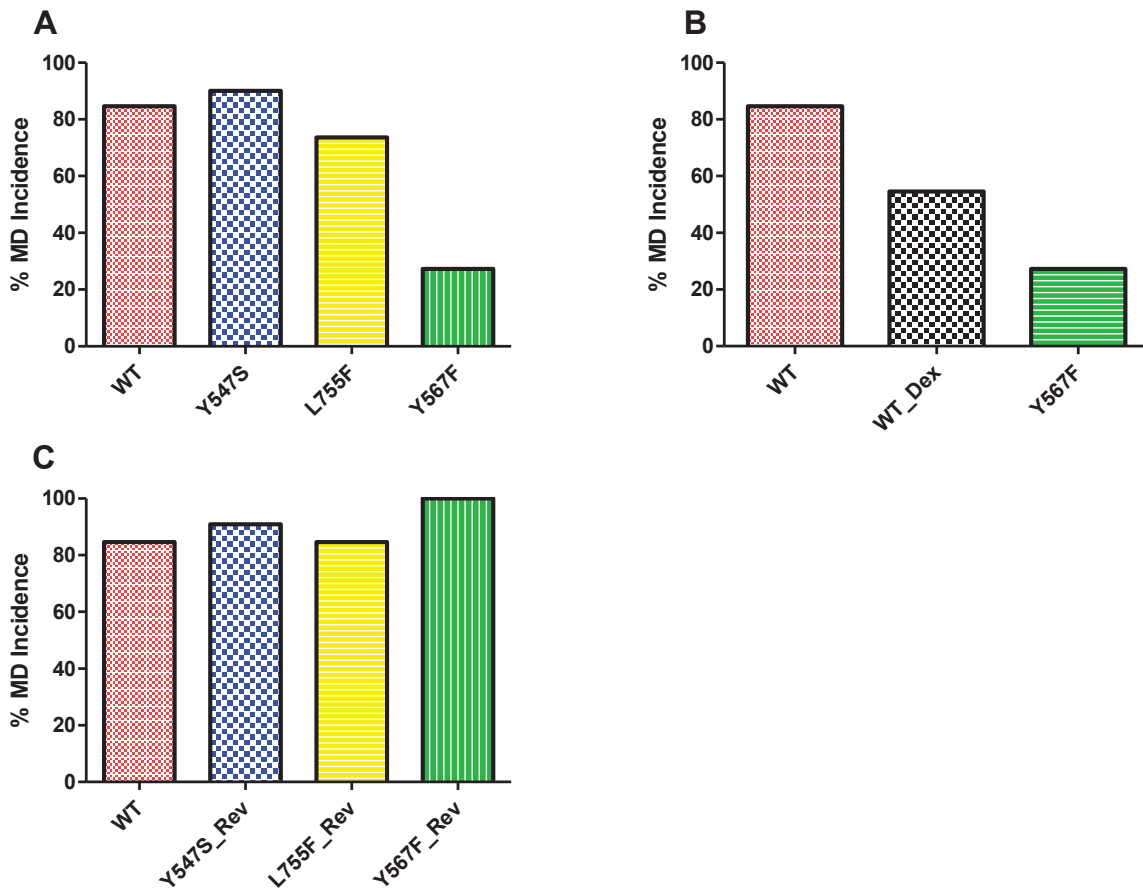 A
% MD Incidence
100
80
60
40
20
0
WT
Y547S
L755F
Y567F
B
% MD Incidence
100
80
60
40
20
0
WT
WT_Dex
Y567F
C
% MD Incidence
100
80
60
40
20
0
WT
Y547S_Rev
L755F_Rev
Y567F_Rev